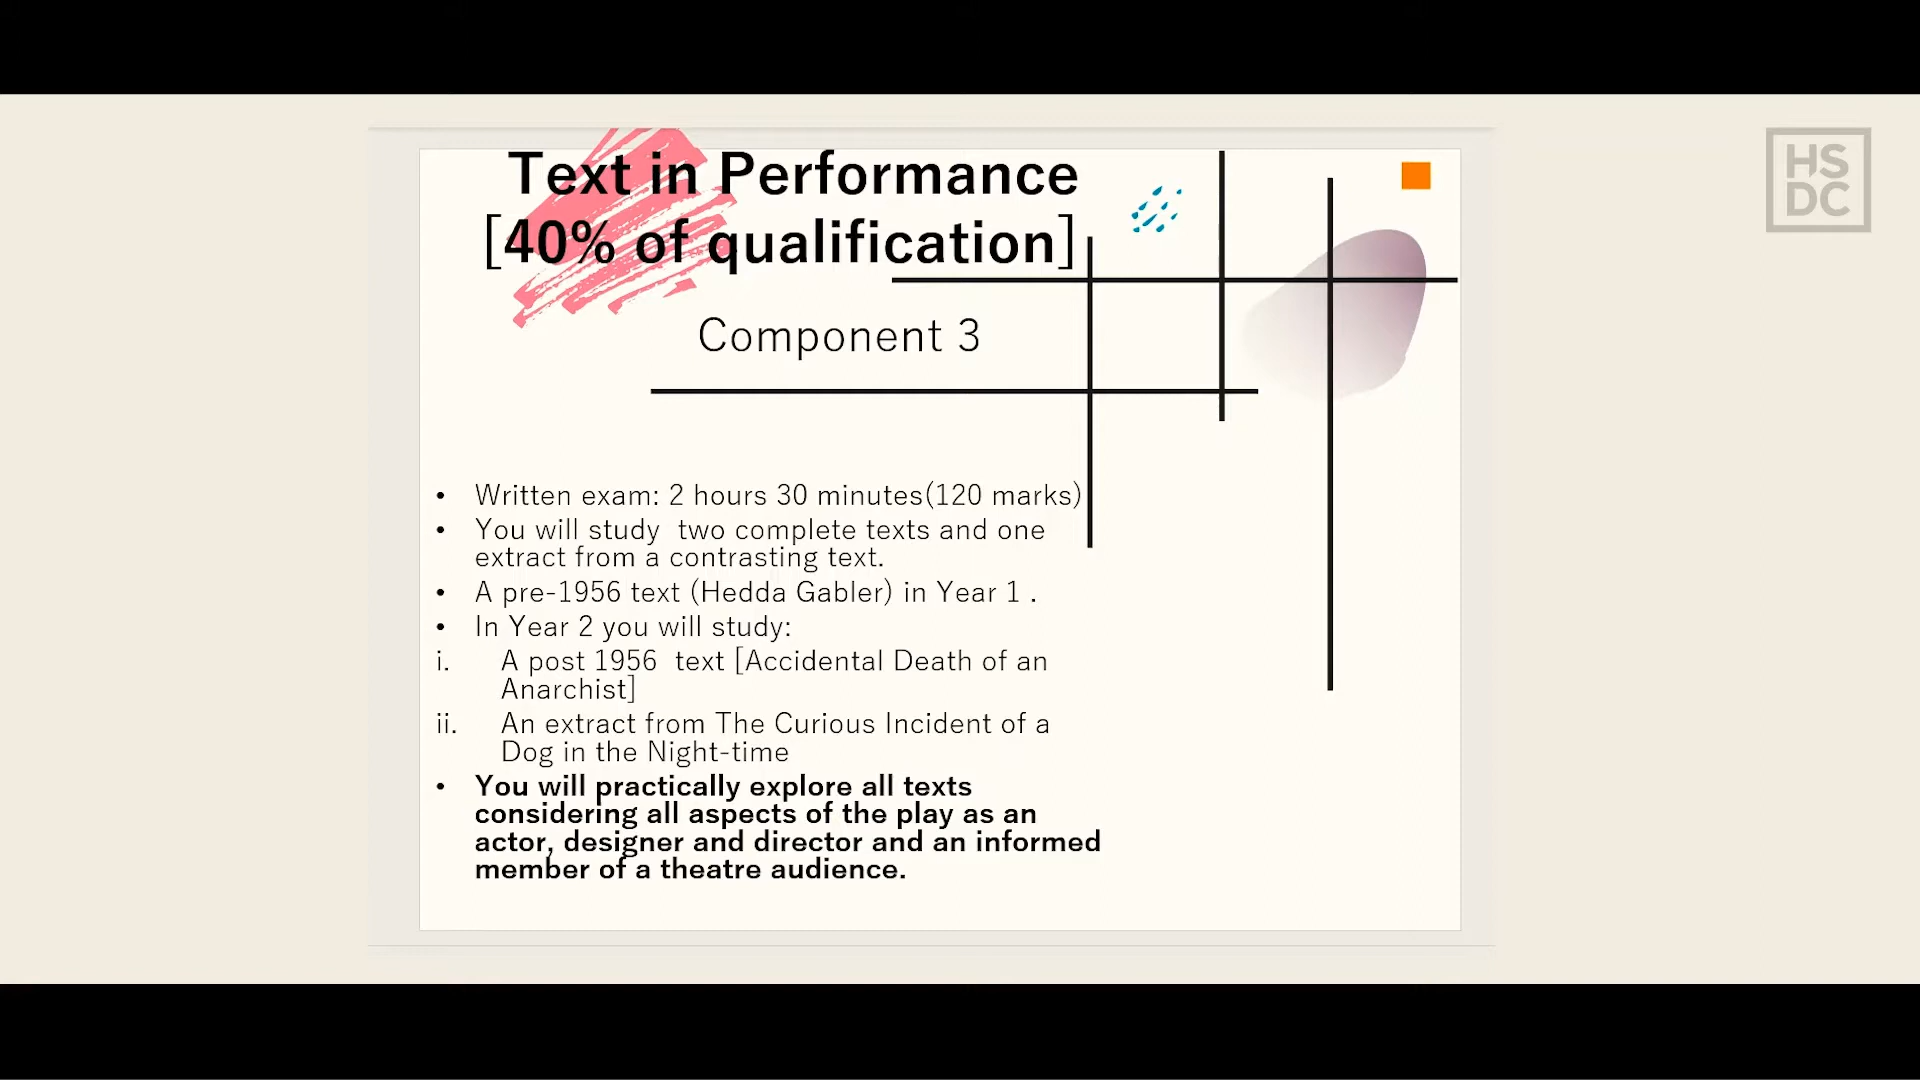 Text in Performance
[40% of qualification]
Component 3
• Written exam: 2 hours 30 minutes(120 marks)
• You will study  two complete texts and one
extract from a contrasting text.
• A pre-1956 text (Hedda Gabler) in Year 1 .
• In Year 2 you will study:
i. A post 1956  text [Accidental Death of an
Anarchist]
ii. An extract from The Curious Incident of a
Dog in the Night-time
• You will practically explore all texts
considering all aspects of the play as an
actor, designer and director and an informed
member of a theatre audience.
HS
DC